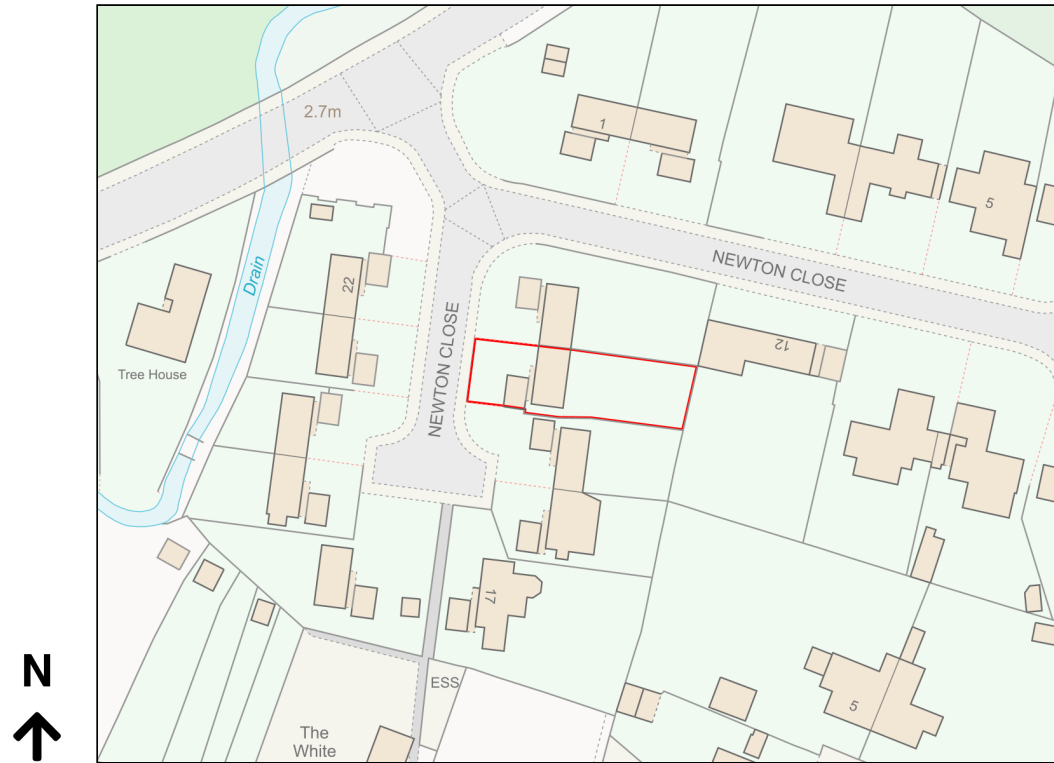 2.7m
1
5
NEWTON CLOSE
Drain
22
12
NEWTON CLOSE
Tree House
17
N
ESS
5
The
White